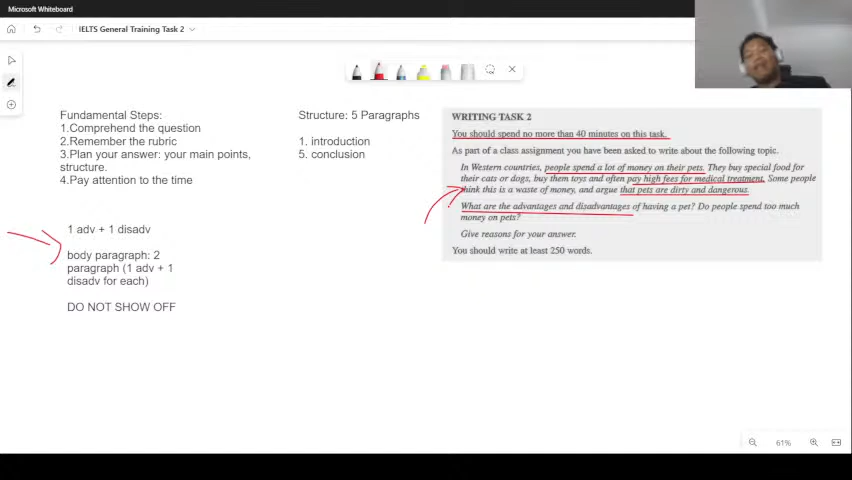 Microsoft Whiteboard
IELTS General Training Task 2
Fundamental Steps:
1.Comprehend the question
2.Remember the rubric
3.Plan your answer: your main points,
structure.
4.Pay attention to the time
1 adv + 1 disadv
body paragraph: 2
paragraph (1 adv + 1
disadv for each)
DO NOT SHOW OFF
Structure: 5 Paragraphs
1. introduction
5. conclusion
WRITING TASK 2
You should spend no more than 40 minutes on this task.
As part of a class assignment you have been asked to write about the following topic.
In Western countries, people spend a lot of money on their pets. They buy special food for
their cats or dogs, buy them toys and often pay high fees for medical treatment. Some people
think this is a waste of money, and argue that pets are dirty and dangerous.
What are the advantages and disadvantages of having a pet? Do people spend too much
money on pets?
Give reasons for your answer.
You should write at least 250 words.
61%